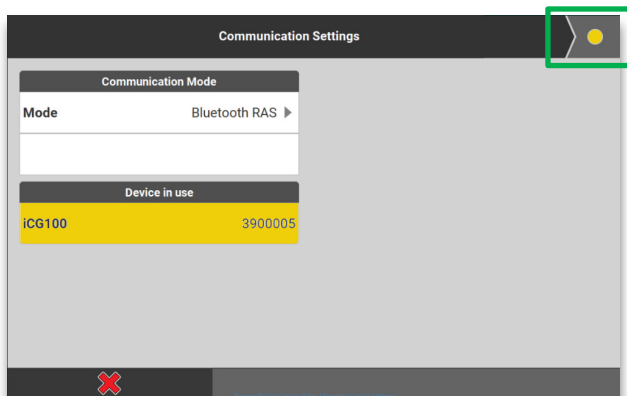 Communication Settings
Communication Mode
Mode Bluetooth RAS
Device in use
iCG100 3900005